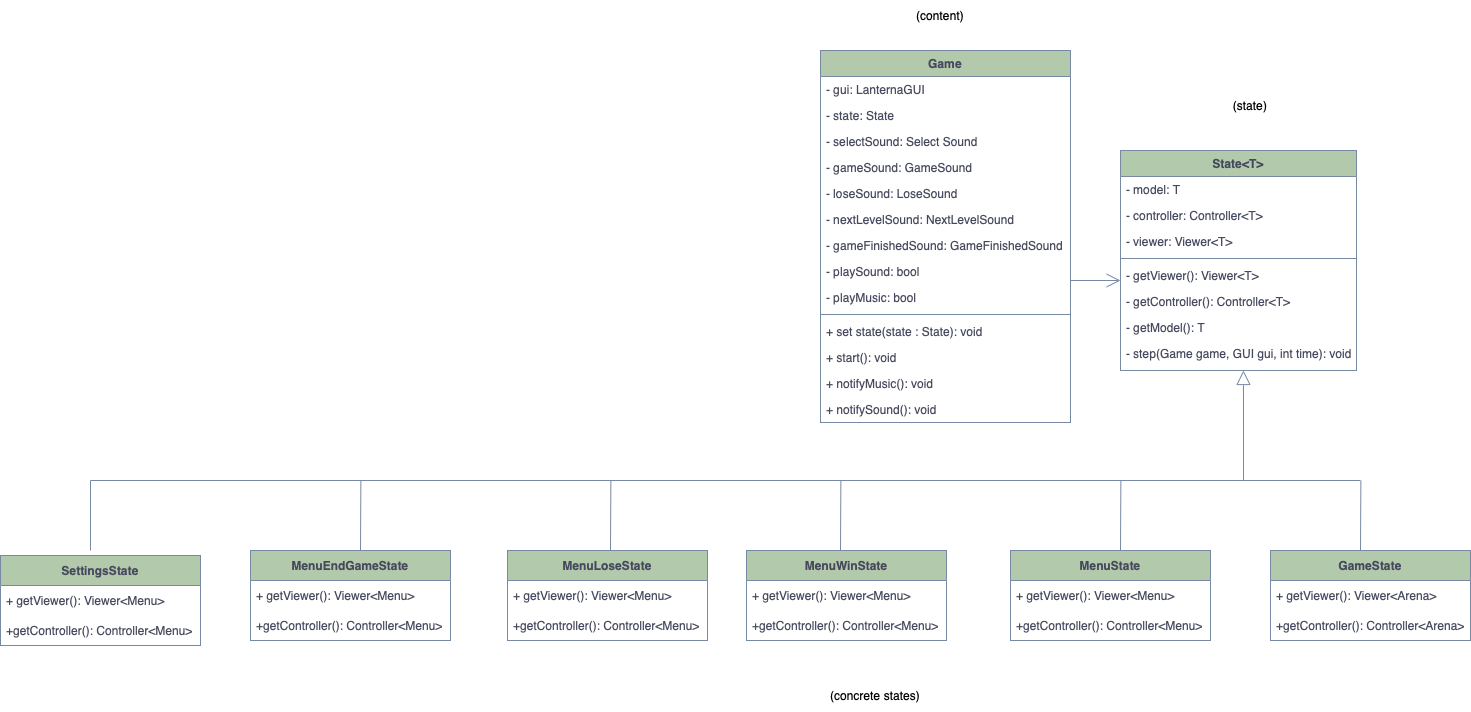 (content)
Game
- gui: LanternaGUI
- state: State
- selectSound: Select Sound
- gameSound: GameSound
- loseSound: LoseSound
- nextLevelSound: NextLevelSound
- gameFinishedSound: GameFinishedSound
- playSound: bool
- playMusic: bool
+ set state(state : State): void
+ start(): void
+ notifyMusic(): void
+ notifySound(): void
(state)
State<T>
- model: T
- controller: Controller<T>
- viewer: Viewer<T>
- getViewer(): Viewer<T>
- getController(): Controller<T>
- getModel(): T
- step(Game game, GUI gui, int time): void
SettingsState
+ getViewer(): Viewer<Menu>
+getController(): Controller<Menu>
MenuEndGameState
+ getViewer(): Viewer<Menu>
+getController(): Controller<Menu>
MenuLoseState
+ getViewer(): Viewer<Menu>
+getController(): Controller<Menu>
MenuWinState
+ getViewer(): Viewer<Menu>
+getController(): Controller<Menu>
MenuState
+ getViewer(): Viewer<Menu>
+getController(): Controller<Menu>
GameState
+ getViewer(): Viewer<Arena>
+getController(): Controller<Arena>
(concrete states)